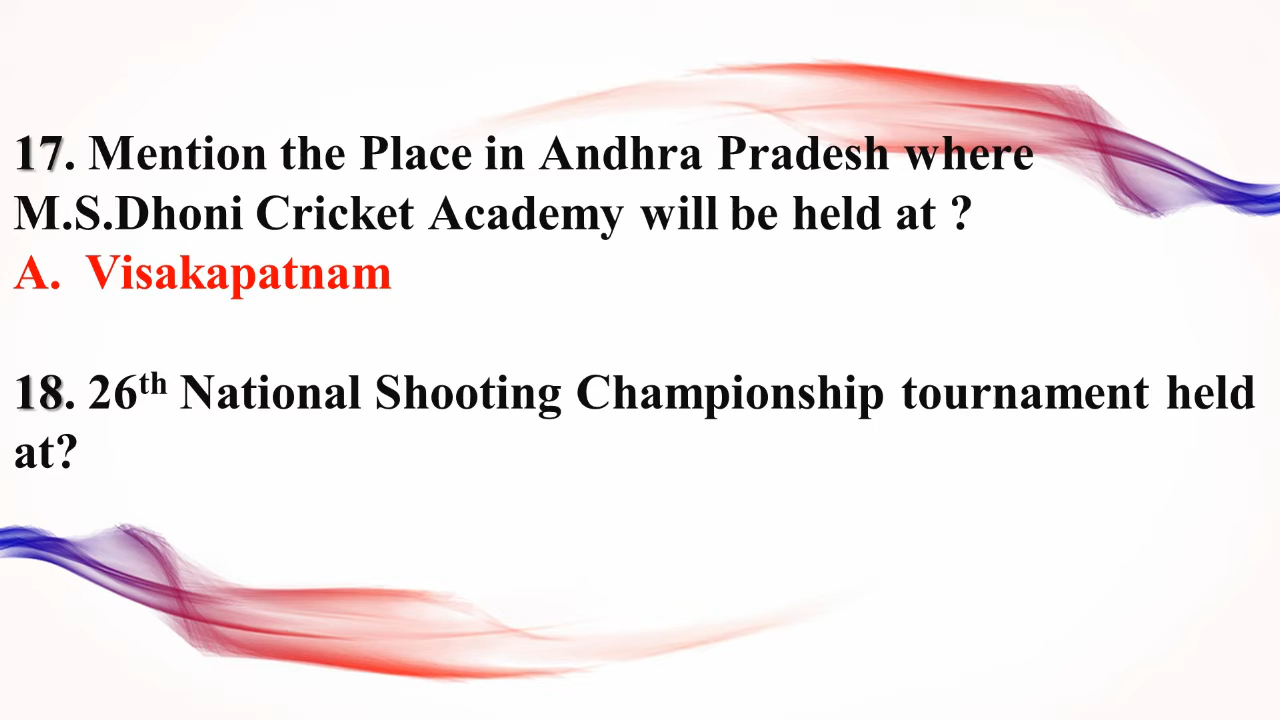 17. Mention the Place in Andhra Pradesh where
M.S.Dhoni Cricket Academy will be held at ?
A. Visakapatnam
18. 26th National Shooting Championship tournament held
at?